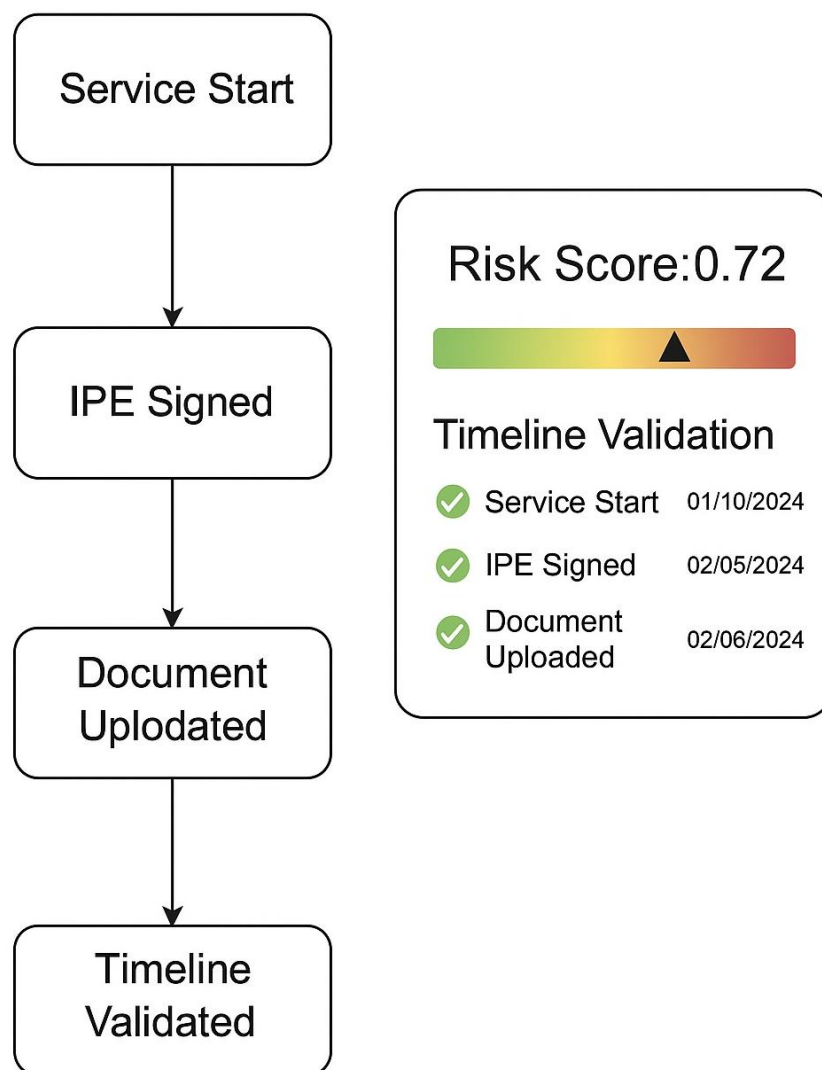 Service Start
IPE Signed
Document
Uplodated
Timeline
Validated
Risk Score:0.72
Timeline Validation
Service Start 01/10/2024
IPE Signed 02/05/2024
Document
Uploaded 02/06/2024